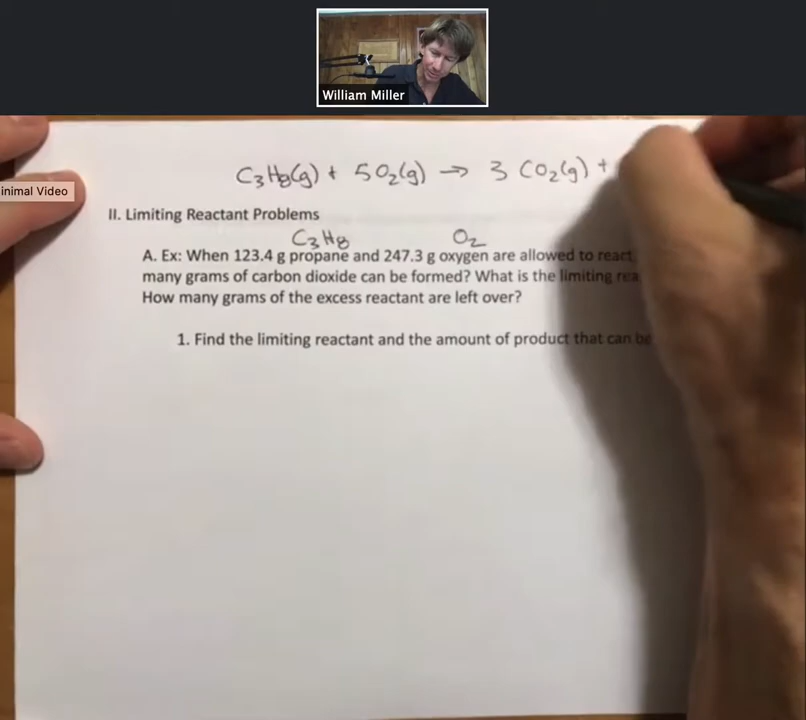 William Miller
C3H8(g) + 5O2(g) → 3 CO2(g) +
inimal Video
II. Limiting Reactant Problems
C3H8 O2
A. Ex: When 123.4 g propane and 247.3 g oxygen are allowed to react
many grams of carbon dioxide can be formed? What is the limiting rea
How many grams of the excess reactant are left over?
1. Find the limiting reactant and the amount of product that can be